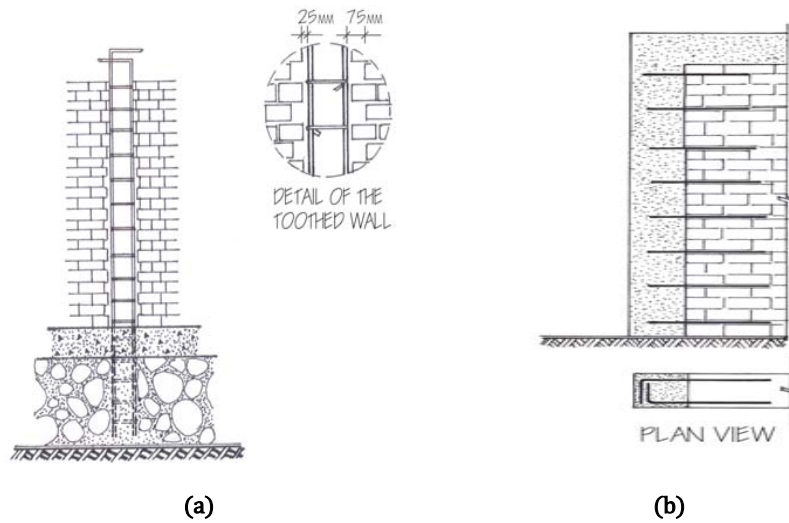 25MM 75MM
DETAIL OF THE
TOOTHED WALL
PLAN VIEW
(a) (b)